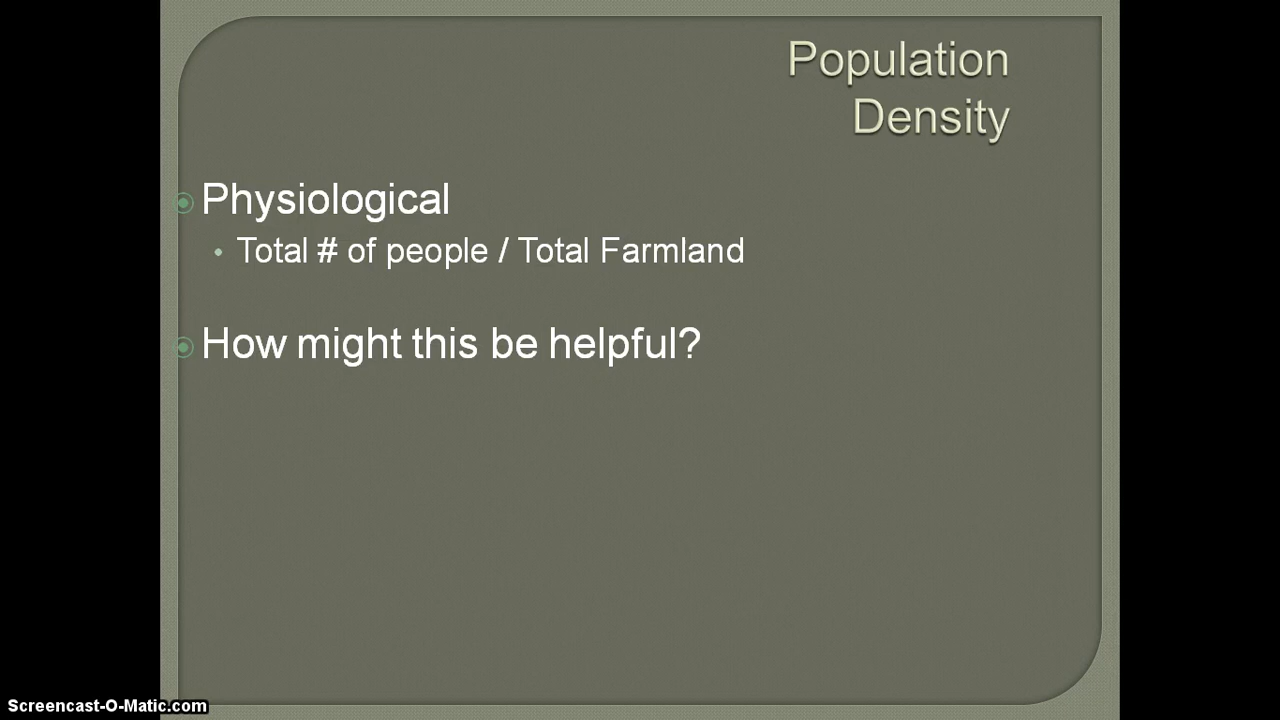 Population
Density
Physiological
Total # of people / Total Farmland
How might this be helpful?
Screencast-O-Matic.com